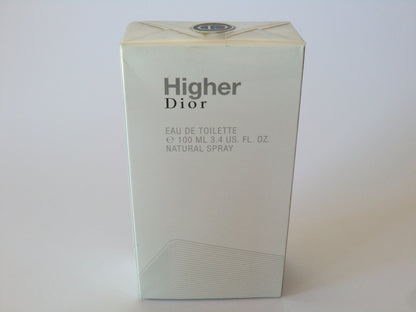 Higher
Dior
EAU DE TOILETTE
℮ 100 ML 3.4 US. FL. OZ.
NATURAL SPRAY